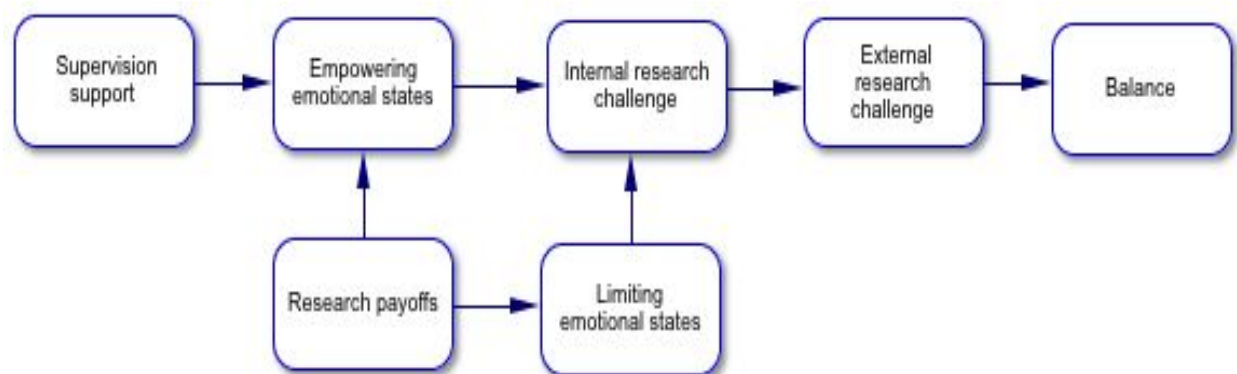 Supervision
support
Empowering
emotional states
Internal research
challenge
External
research
challenge
Balance
Research payoffs
Limiting
emotional states